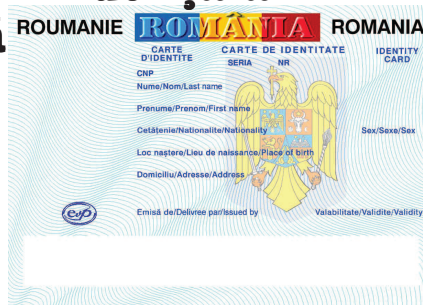 ROUMANIE ROMÂNIA ROMANIA
CARTE D'IDENTITE
CARTE DE IDENTITATE
IDENTITY CARD
SERIA NR
CNP
Nume/Nom/Last name
Prenume/Prenom/First name
Cetăţenie/Nationalite/Nationality
Sex/Sexe/Sex
Loc naştere/Lieu de naissance/Place of birth
Domiciliu/Adresse/Address
Emisă de/Delivree par/Issued by
Valabilitate/Validite/Validity